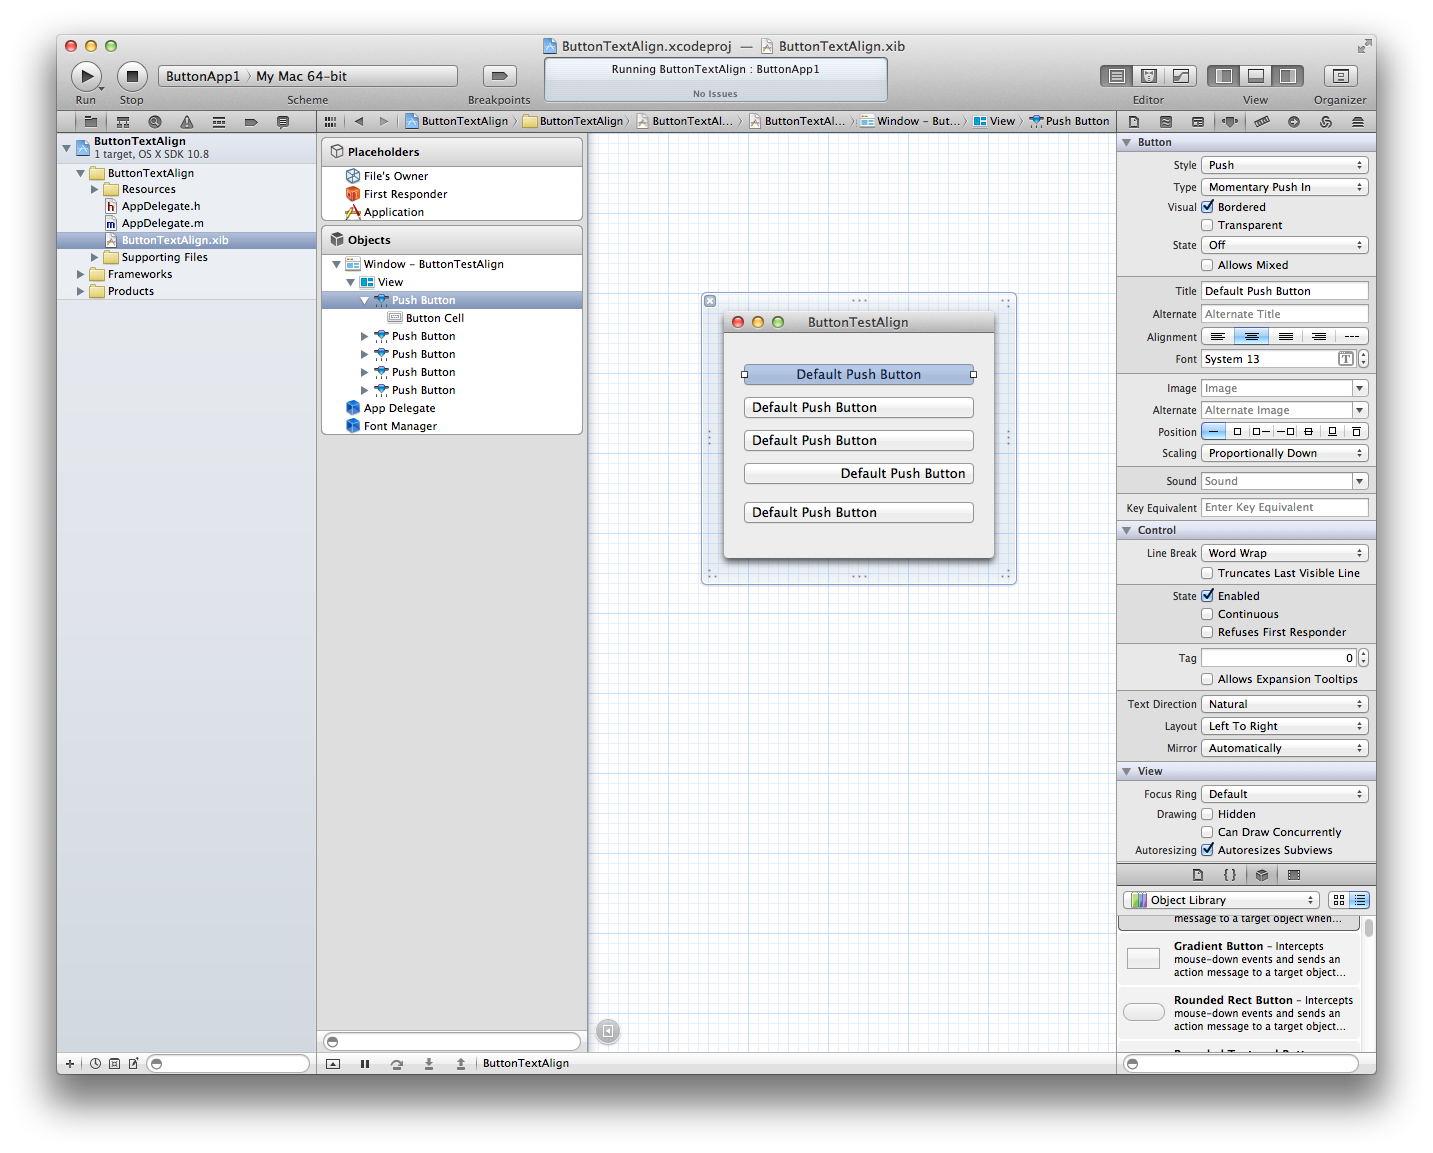 ButtonTextAlign.xcodeproj — ButtonTextAlign.xib
Run
Stop
ButtonApp1 〉 My Mac 64-bit
Scheme
Breakpoints
Running ButtonTextAlign : ButtonApp1
No Issues
Editor
View
Organizer
ButtonTextAlign
ButtonTextAlign
ButtonTextAl...
ButtonTextAl...
Window - But...
View
Push Button
ButtonTextAlign
1 target, OS X SDK 10.8
ButtonTextAlign
Resources
AppDelegate.h
AppDelegate.m
ButtonTextAlign.xib
Supporting Files
Frameworks
Products
Placeholders
File's Owner
First Responder
Application
Objects
Window - ButtonTestAlign
View
Push Button
Button Cell
Push Button
Push Button
Push Button
Push Button
App Delegate
Font Manager
ButtonTestAlign
Default Push Button
Default Push Button
Default Push Button
Default Push Button
Default Push Button
ButtonTextAlign
Button
Style Push
Type Momentary Push In
Visual Bordered
Transparent
State Off
Allows Mixed
Title Default Push Button
Alternate Alternate Title
Alignment
Font System 13
Image Image
Alternate Alternate Image
Position
Scaling Proportionally Down
Sound Sound
Key Equivalent Enter Key Equivalent
Control
Line Break Word Wrap
Truncates Last Visible Line
State Enabled
Continuous
Refuses First Responder
Tag 0
Allows Expansion Tooltips
Text Direction Natural
Layout Left To Right
Mirror Automatically
View
Focus Ring Default
Drawing Hidden
Can Draw Concurrently
Autoresizing Autoresizes Subviews
{ }
Object Library
message to a target object when...
Gradient Button - Intercepts
mouse-down events and sends an
action message to a target object...
Rounded Rect Button - Intercepts
mouse-down events and sends an
action message to a target object...